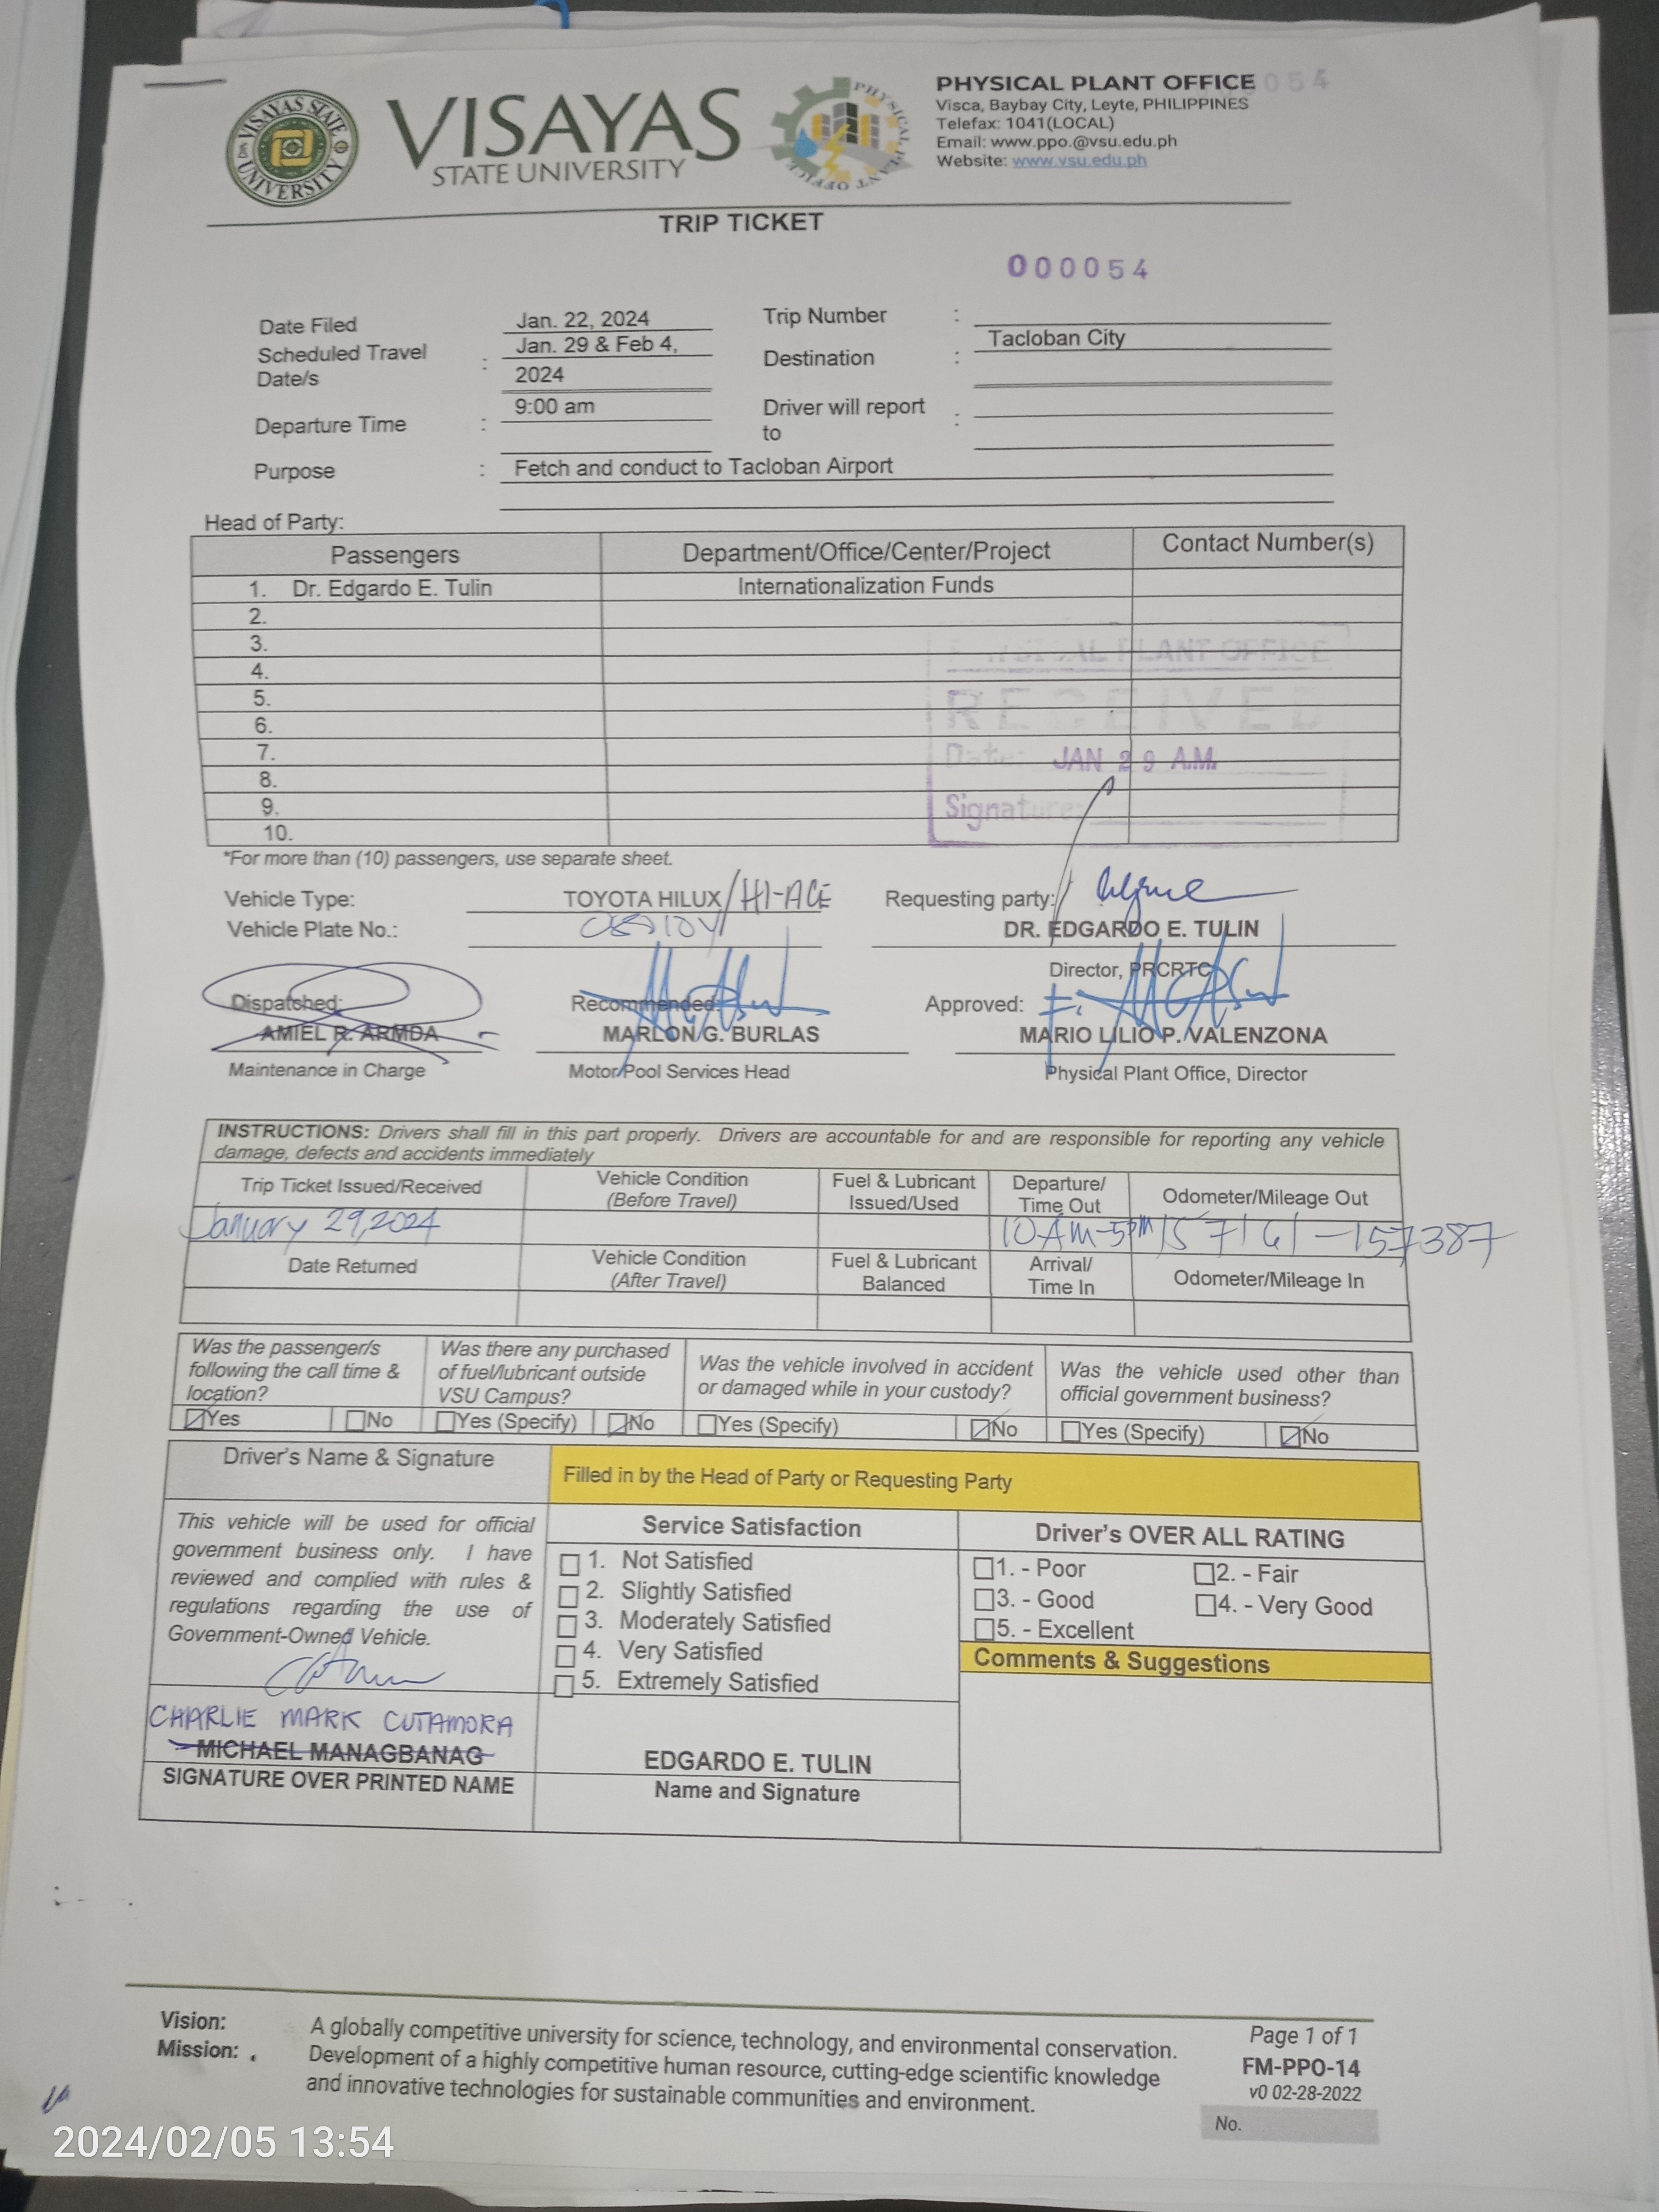 VISAYAS STATE UNIVERSITY
VISAYAS
STATE UNIVERSITY
PHYSICAL PLANT OFFICE
PHYSICAL PLANT OFFICE
Visca, Baybay City, Leyte, PHILIPPINES
Telefax: 1041(LOCAL)
Email: www.ppo.@vsu.edu.ph
Website: www.vsu.edu.ph
TRIP TICKET
000054
Date Filed Jan. 22, 2024 Trip Number :
Scheduled Travel Date/s : Jan. 29 & Feb 4, 2024 Destination : Tacloban City
Departure Time : 9:00 am Driver will report to :
Purpose : Fetch and conduct to Tacloban Airport
Head of Party:
Passengers Department/Office/Center/Project Contact Number(s)
1. Dr. Edgardo E. Tulin Internationalization Funds
2.
3.
4.
5.
6.
7.
8.
9.
10.
PLANT OFFICE
RECEIVED
Date: JAN 29 A.M.
Signature:
*For more than (10) passengers, use separate sheet.
Vehicle Type: TOYOTA HILUX/HI-ACE Requesting party:
Vehicle Plate No.: DR. EDGARDO E. TULIN
Director, PRCRTC
Dispatched: Recommended: Approved:
AMIEL R. ARMDA MARLON G. BURLAS MARIO LILIO P. VALENZONA
Maintenance in Charge Motor Pool Services Head Physical Plant Office, Director
INSTRUCTIONS: Drivers shall fill in this part properly. Drivers are accountable for and are responsible for reporting any vehicle
damage, defects and accidents immediately
Trip Ticket Issued/Received Vehicle Condition (Before Travel) Fuel & Lubricant Issued/Used Departure/ Time Out Odometer/Mileage Out
January 29, 2024 10AM-5PM 157161-157387
Date Returned Vehicle Condition (After Travel) Fuel & Lubricant Balanced Arrival/ Time In Odometer/Mileage In
Was the passenger/s following the call time & location? Was there any purchased of fuel/lubricant outside VSU Campus? Was the vehicle involved in accident or damaged while in your custody? Was the vehicle used other than official government business?
Yes No Yes (Specify) No Yes (Specify) No Yes (Specify) No
Driver's Name & Signature Filled in by the Head of Party or Requesting Party
This vehicle will be used for official
government business only. I have
reviewed and complied with rules &
regulations regarding the use of
Government-Owned Vehicle.
CHARLIE MARK CUTAMORA
MICHAEL MANAGBANAG
SIGNATURE OVER PRINTED NAME
Service Satisfaction
1. Not Satisfied
2. Slightly Satisfied
3. Moderately Satisfied
4. Very Satisfied
5. Extremely Satisfied
EDGARDO E. TULIN
Name and Signature
Driver's OVER ALL RATING
1. - Poor 2. - Fair
3. - Good 4. - Very Good
5. - Excellent
Comments & Suggestions
Vision: A globally competitive university for science, technology, and environmental conservation.
Mission: Development of a highly competitive human resource, cutting-edge scientific knowledge
and innovative technologies for sustainable communities and environment.
Page 1 of 1
FM-PPO-14
v0 02-28-2022
No.
2024/02/05 13:54